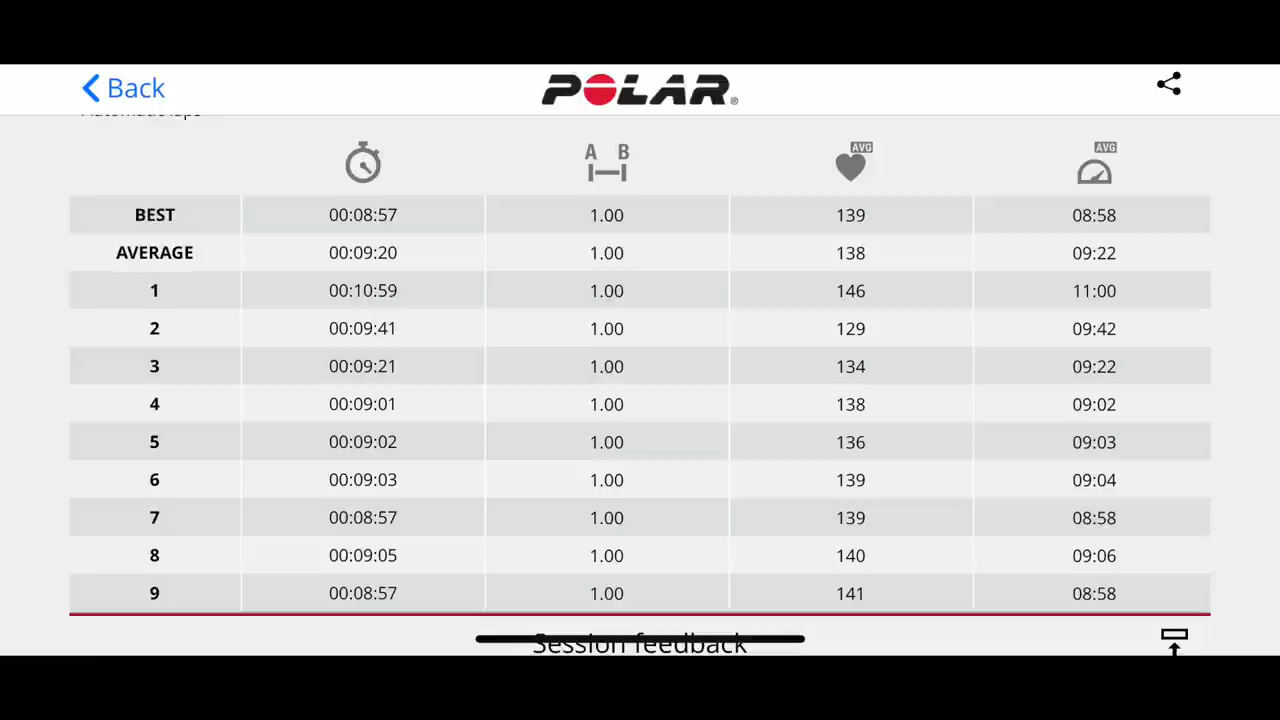 Back
POLAR
Automatic laps
A B AVG AVG
BEST 00:08:57 1.00 139 08:58
AVERAGE 00:09:20 1.00 138 09:22
1 00:10:59 1.00 146 11:00
2 00:09:41 1.00 129 09:42
3 00:09:21 1.00 134 09:22
4 00:09:01 1.00 138 09:02
5 00:09:02 1.00 136 09:03
6 00:09:03 1.00 139 09:04
7 00:08:57 1.00 139 08:58
8 00:09:05 1.00 140 09:06
9 00:08:57 1.00 141 08:58
Session feedback